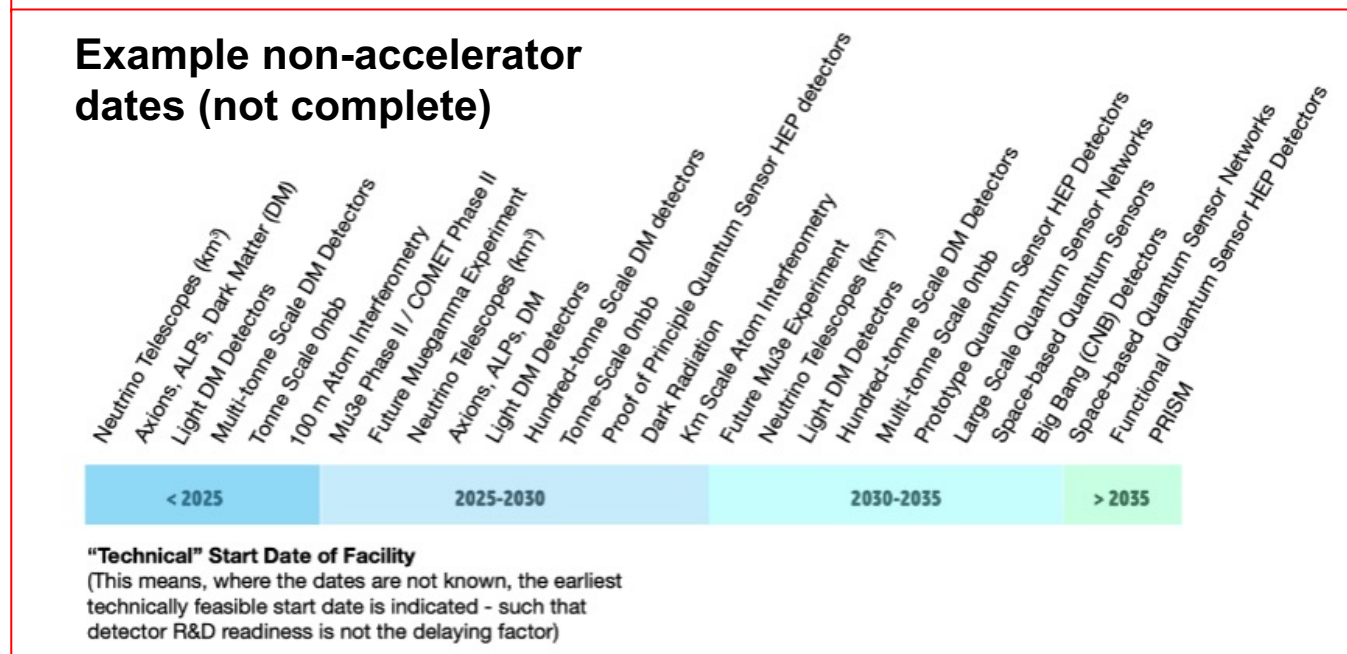 Example non-accelerator
dates (not complete)
Neutrino Telescopes (km³)
Axions, ALPs, Dark Matter (DM)
Light DM Detectors
Multi-tonne Scale DM Detectors
Tonne Scale 0nbb
100 m Atom Interferometry
Mu3e Phase II / COMET Phase II
Future Muegamma Experiment
Neutrino Telescopes (km³)
Axions, ALPs, DM
Light DM Detectors
Hundred-tonne Scale DM detectors
Tonne-Scale 0nbb
Proof of Principle Quantum Sensor HEP detectors
Dark Radiation
Km Scale Atom Interferometry
Future Mu3e Experiment
Neutrino Telescopes (km³)
Light DM Detectors
Hundred-tonne Scale DM Detectors
Multi-tonne Scale 0nbb
Prototype Quantum Sensor HEP Detectors
Large Scale Quantum Sensor Networks
Space-based Quantum Sensors
Big Bang (CNB) Detectors
Space-based Quantum Sensor Networks
Functional Quantum Sensor HEP Detectors
PRISM
< 2025
2025-2030
2030-2035
> 2035
“Technical” Start Date of Facility
(This means, where the dates are not known, the earliest
technically feasible start date is indicated - such that
detector R&D readiness is not the delaying factor)